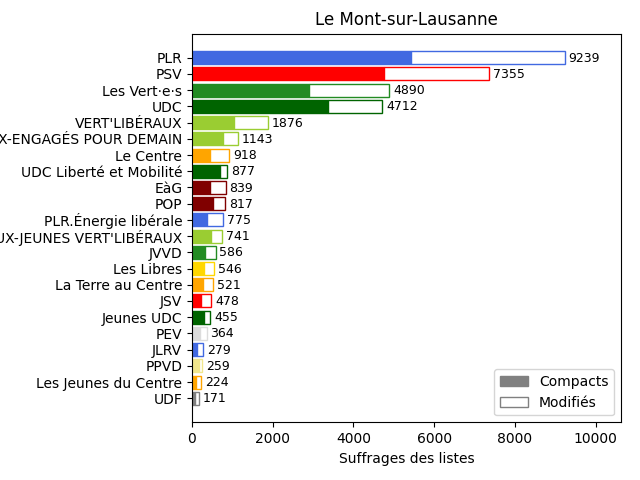 Le Mont-sur-Lausanne
PLR 9239
PSV 7355
Les Vert·e·s 4890
UDC 4712
VERT'LIBÉRAUX 1876
X-ENGAGÉS POUR DEMAIN 1143
Le Centre 918
UDC Liberté et Mobilité 877
EàG 839
POP 817
PLR.Énergie libérale 775
UX-JEUNES VERT'LIBÉRAUX 741
JVVD 586
Les Libres 546
La Terre au Centre 521
JSV 478
Jeunes UDC 455
PEV 364
JLRV 279
PPVD 259
Les Jeunes du Centre 224
UDF 171
Compacts
Modifiés
0 2000 4000 6000 8000 10000
Suffrages des listes